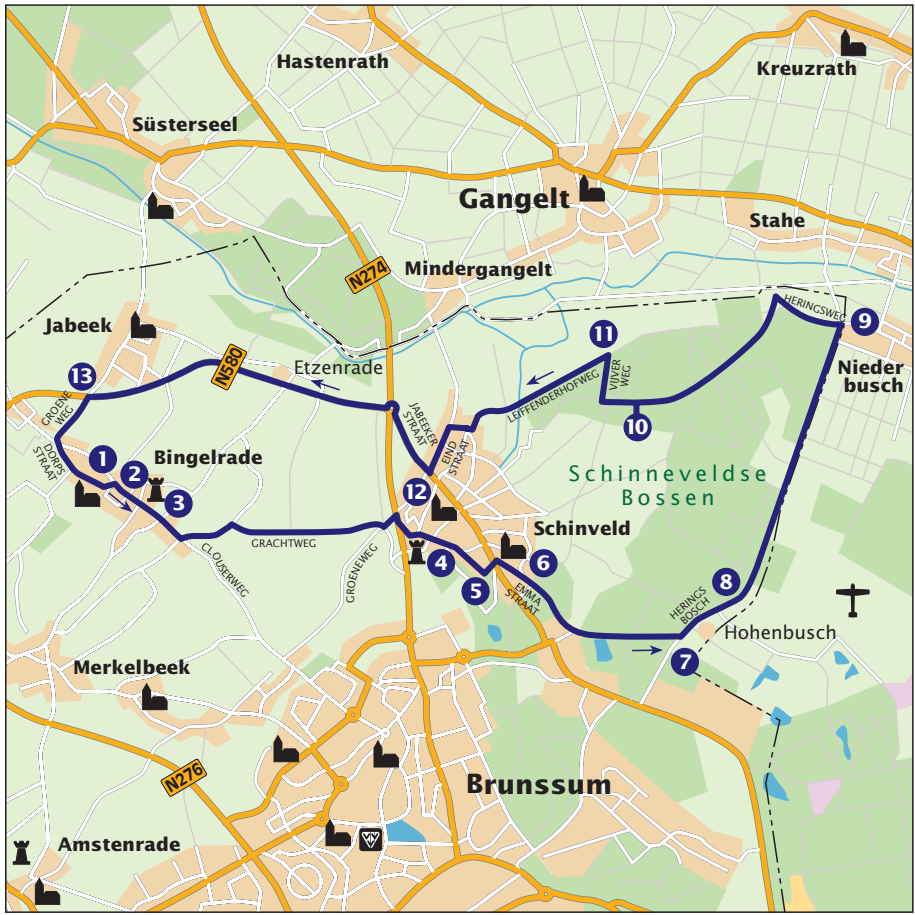 Hastenrath
Kreuzrath
Süsterseel
Gangelt
Stahe
N274
Mindergangelt
Jabeek
HERINGSWEG
9
11
Nieder
busch
N580
Etzenrade
VIJVER
WEG
13
GROENE
WEG
LEIFFENDERHOFWEG
10
JABEEKER
STRAAT
EIND
STRAAT
DORPS
STRAAT
1
2
Bingelrade
3
12
Schinneveldse
Bossen
Schinveld
GRACHTWEG
CLOUSERWEG
GROENEWEG
4
5
6
EMMA
STRAAT
8
HERINGS
BOSCH
Hohenbusch
7
Merkelbeek
N276
Brunssum
Amstenrade
VVV